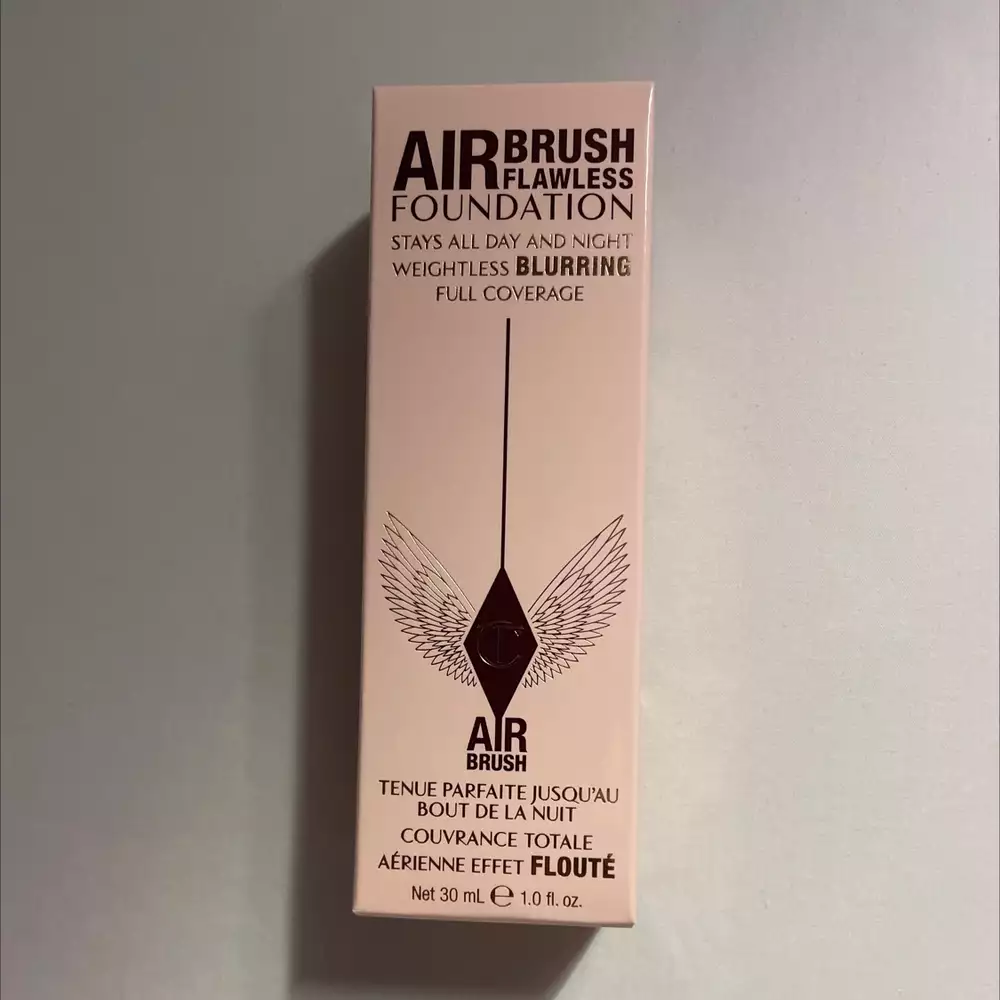 AIRBRUSH
FLAWLESS
FOUNDATION
STAYS ALL DAY AND NIGHT
WEIGHTLESS BLURRING
FULL COVERAGE
CT
AIR
BRUSH
TENUE PARFAITE JUSQU'AU
BOUT DE LA NUIT
COUVRANCE TOTALE
AÉRIENNE EFFET FLOUTÉ
Net 30 mL ℮ 1.0 fl. oz.